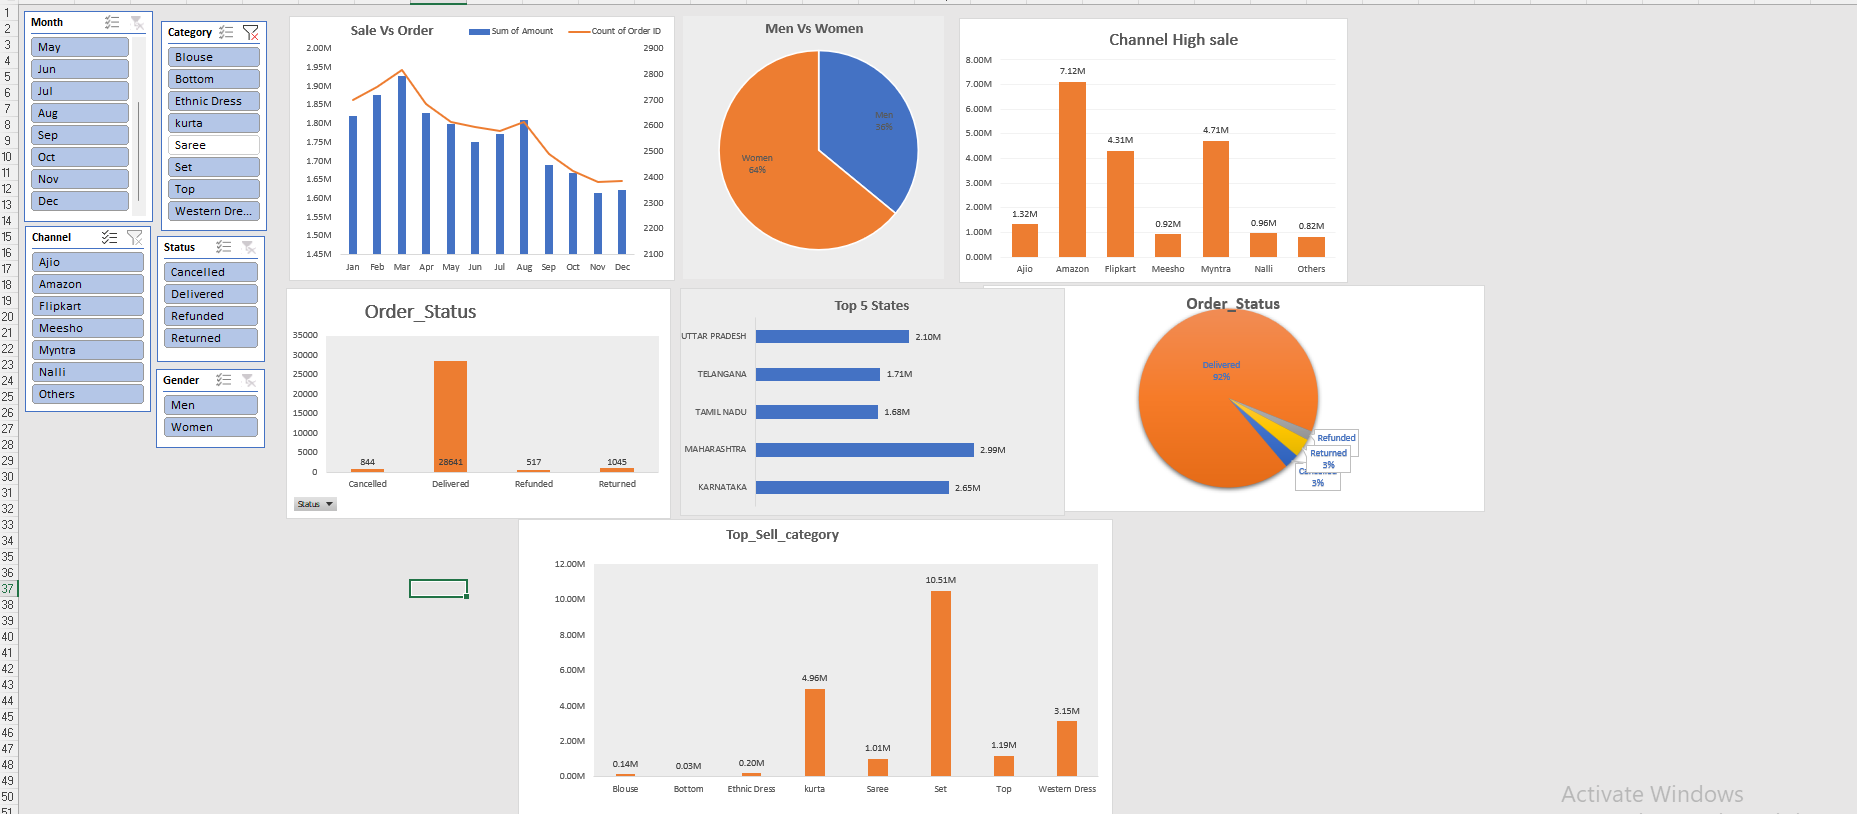 Month
May
Jun
Jul
Aug
Sep
Oct
Nov
Dec
Category
Blouse
Bottom
Ethnic Dress
kurta
Saree
Set
Top
Western Dre...
Channel
Ajio
Amazon
Flipkart
Meesho
Myntra
Nalli
Others
Status
Cancelled
Delivered
Refunded
Returned
Gender
Men
Women
Sale Vs Order
Sum of Amount
Count of Order ID
2.00M
1.95M
1.90M
1.85M
1.80M
1.75M
1.70M
1.65M
1.60M
1.55M
1.50M
1.45M
2900
2800
2700
2600
2500
2400
2300
2200
2100
Jan Feb Mar Apr May Jun Jul Aug Sep Oct Nov Dec
Men Vs Women
Men
36%
Women
64%
Channel High sale
8.00M
7.00M
6.00M
5.00M
4.00M
3.00M
2.00M
1.00M
0.00M
1.32M
7.12M
4.31M
0.92M
4.71M
0.96M
0.82M
Ajio Amazon Flipkart Meesho Myntra Nalli Others
Order_Status
35000
30000
25000
20000
15000
10000
5000
0
844
28641
517
1045
Cancelled Delivered Refunded Returned
Status
Top 5 States
UTTAR PRADESH 2.10M
TELANGANA 1.71M
TAMIL NADU 1.68M
MAHARASHTRA 2.99M
KARNATAKA 2.65M
Order_Status
Delivered
92%
Refunded
Returned
3%
3%
Top_Sell_category
12.00M
10.00M
8.00M
6.00M
4.00M
2.00M
0.00M
0.14M
0.03M
0.20M
4.96M
1.01M
10.51M
1.19M
3.15M
Blouse Bottom Ethnic Dress kurta Saree Set Top Western Dress
1
2
3
4
5
6
7
8
9
10
11
12
13
14
15
16
17
18
19
20
21
22
23
24
25
26
27
28
29
30
31
32
33
34
35
36
37
38
39
40
41
42
43
44
45
46
47
48
49
50
51
Activate Windows